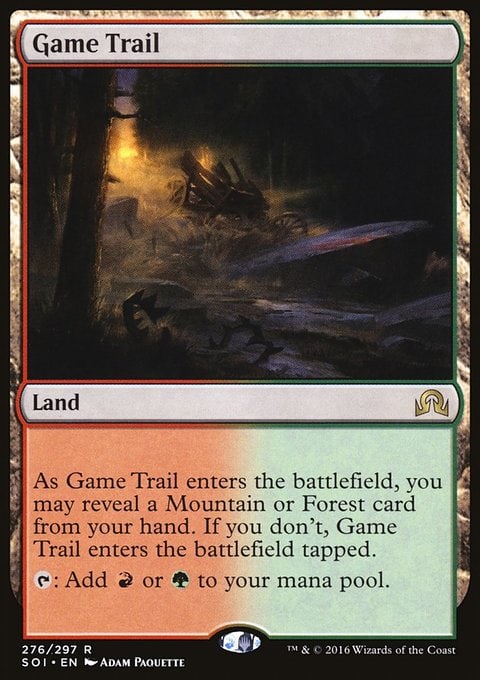 Game Trail
Land
As Game Trail enters the battlefield, you
may reveal a Mountain or Forest card
from your hand. If you don't, Game
Trail enters the battlefield tapped.
: Add or to your mana pool.
276/297 R
SOI • EN Adam Paquette
™ & © 2016 Wizards of the Coast